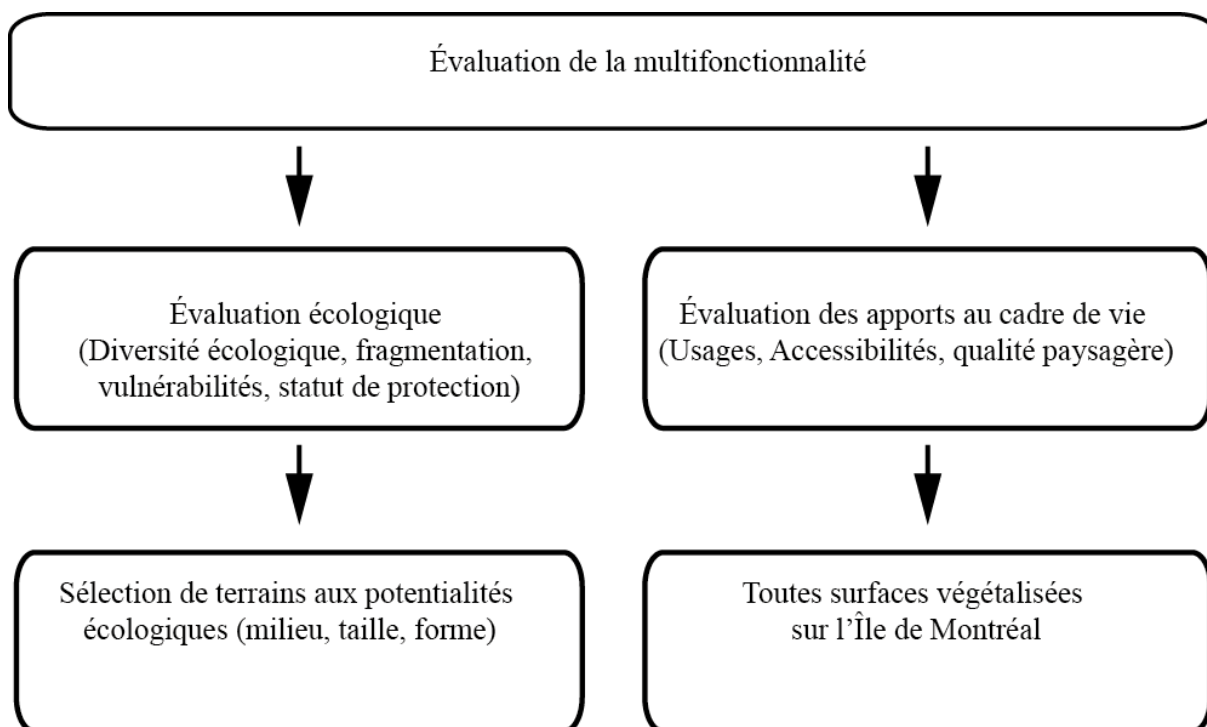 Évaluation de la multifonctionnalité
Évaluation écologique
(Diversité écologique, fragmentation,
vulnérabilités, statut de protection)
Évaluation des apports au cadre de vie
(Usages, Accessibilités, qualité paysagère)
Sélection de terrains aux potentialités
écologiques (milieu, taille, forme)
Toutes surfaces végétalisées
sur l’Île de Montréal